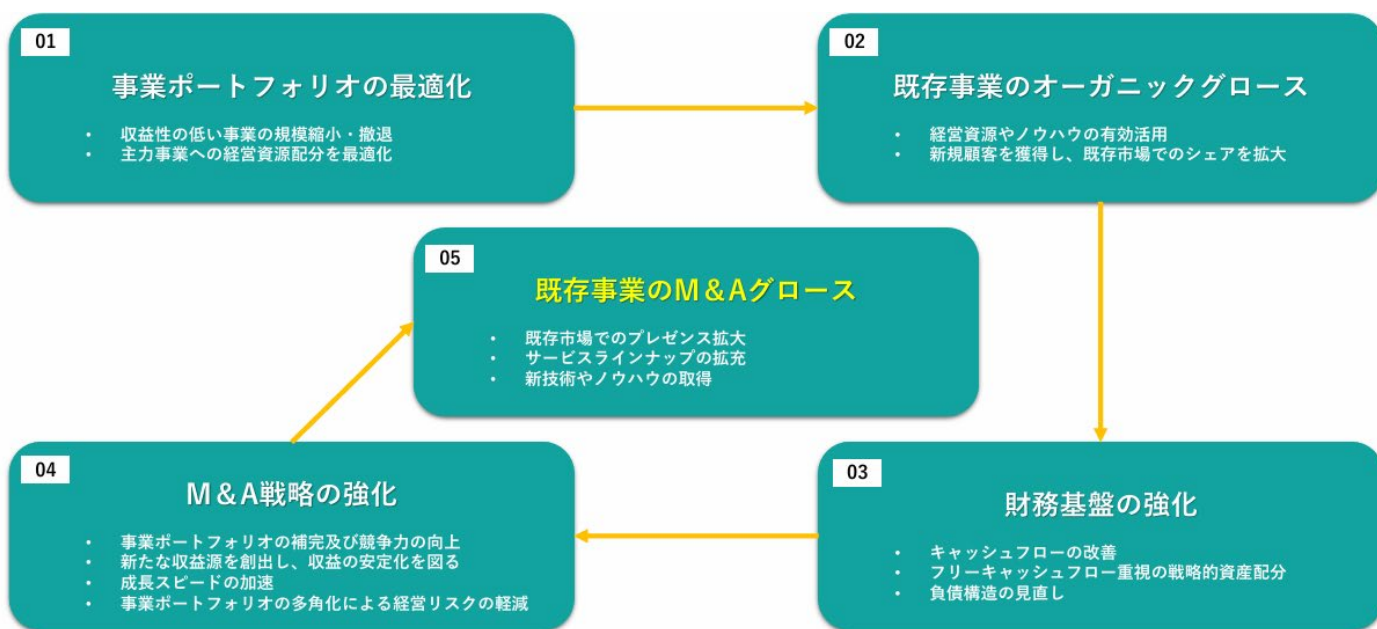 01
事業ポートフォリオの最適化
• 収益性の低い事業の規模縮小・撤退
• 主力事業への経営資源配分を最適化
02
既存事業のオーガニックグロース
• 経営資源やノウハウの有効活用
• 新規顧客を獲得し、既存市場でのシェアを拡大
05
既存事業のM&Aグロース
• 既存市場でのプレゼンス拡大
• サービスラインナップの拡充
• 新技術やノウハウの取得
04
M&A戦略の強化
• 事業ポートフォリオの補完及び競争力の向上
• 新たな収益源を創出し、収益の安定化を図る
• 成長スピードの加速
• 事業ポートフォリオの多角化による経営リスクの軽減
03
財務基盤の強化
• キャッシュフローの改善
• フリーキャッシュフロー重視の戦略的資産配分
• 負債構造の見直し